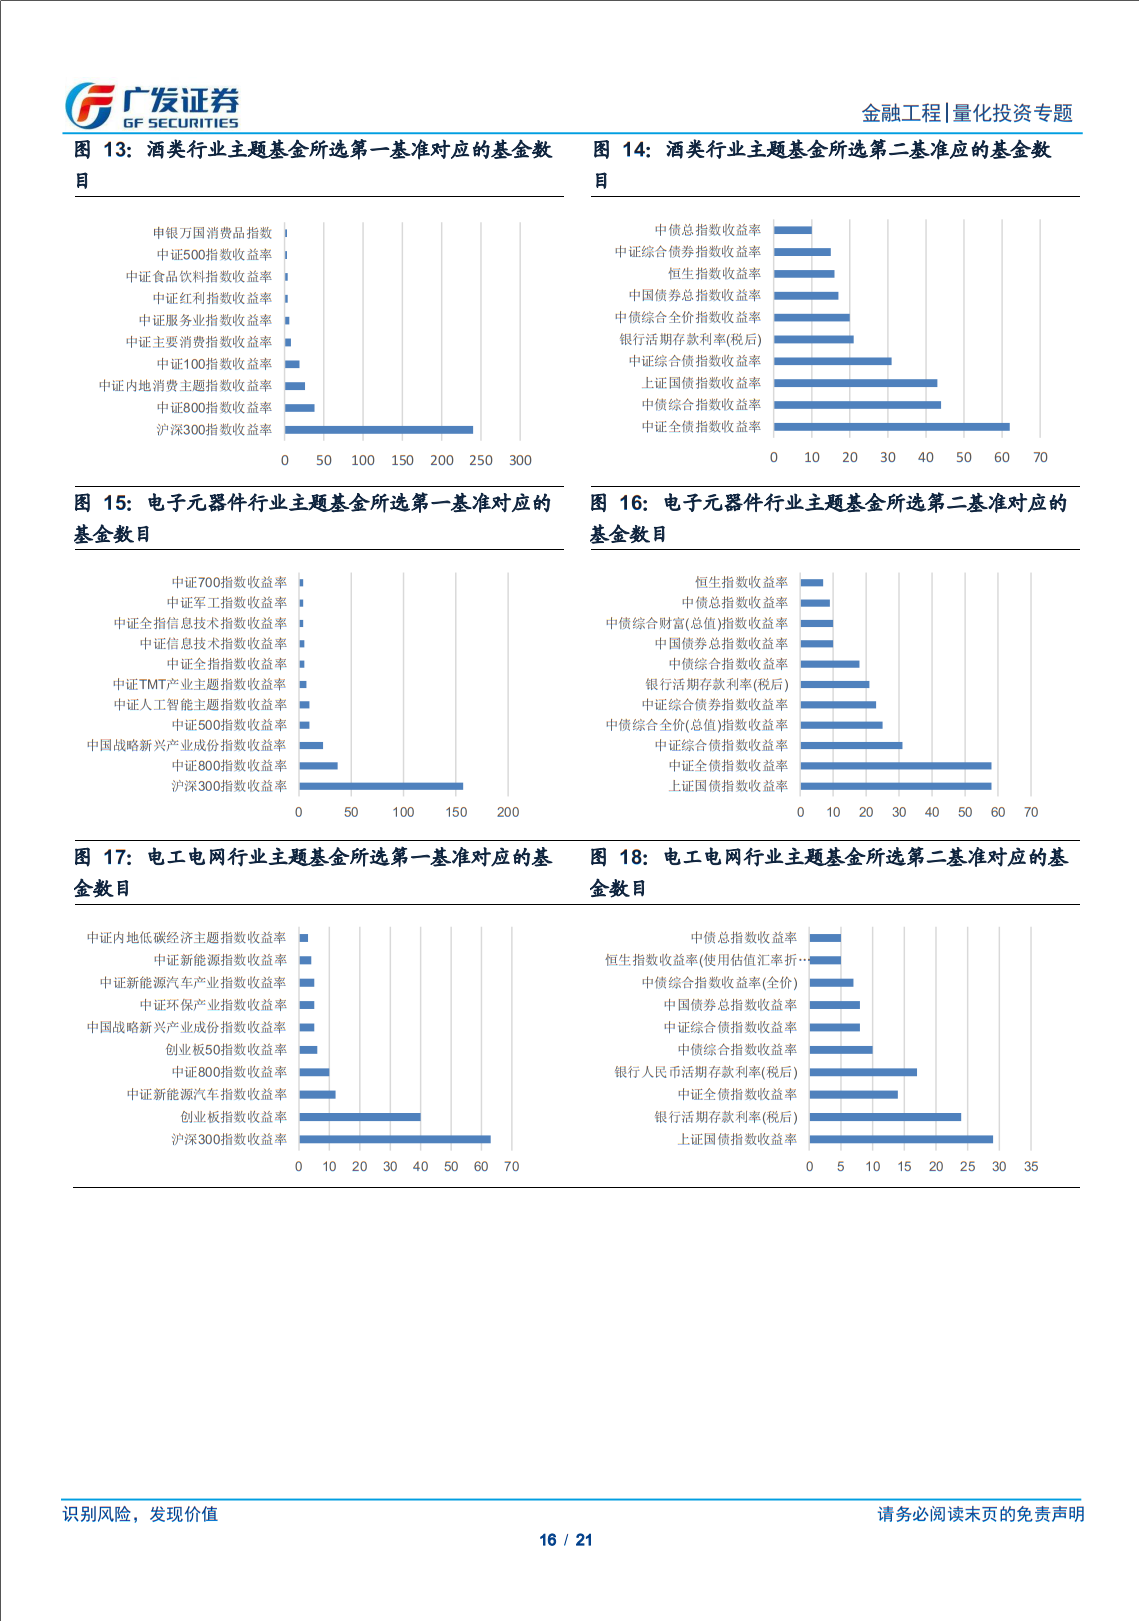 广发证券
GF SECURITIES
金融工程|量化投资专题
图 13：酒类行业主题基金所选第一基准对应的基金数
目
申银万国消费品指数
中证500指数收益率
中证食品饮料指数收益率
中证红利指数收益率
中证服务业指数收益率
中证主要消费指数收益率
中证100指数收益率
中证内地消费主题指数收益率
中证800指数收益率
沪深300指数收益率
0 50 100 150 200 250 300
图 14：酒类行业主题基金所选第二基准应的基金数
目
中债总指数收益率
中证综合债券指数收益率
恒生指数收益率
中国债券总指数收益率
中债综合全价指数收益率
银行活期存款利率(税后)
中证综合债指数收益率
上证国债指数收益率
中债综合指数收益率
中证全债指数收益率
0 10 20 30 40 50 60 70
图 15：电子元器件行业主题基金所选第一基准对应的
基金数目
中证700指数收益率
中证军工指数收益率
中证全指信息技术指数收益率
中证信息技术指数收益率
中证全指指数收益率
中证TMT产业主题指数收益率
中证人工智能主题指数收益率
中证500指数收益率
中国战略新兴产业成份指数收益率
中证800指数收益率
沪深300指数收益率
0 50 100 150 200
图 16：电子元器件行业主题基金所选第二基准对应的
基金数目
恒生指数收益率
中债总指数收益率
中债综合财富(总值)指数收益率
中国债券总指数收益率
中债综合指数收益率
银行活期存款利率(税后)
中证综合债券指数收益率
中债综合全价(总值)指数收益率
中证综合债指数收益率
中证全债指数收益率
上证国债指数收益率
0 10 20 30 40 50 60 70
图 17：电工电网行业主题基金所选第一基准对应的基
金数目
中证内地低碳经济主题指数收益率
中证新能源指数收益率
中证新能源汽车产业指数收益率
中证环保产业指数收益率
中国战略新兴产业成份指数收益率
创业板50指数收益率
中证800指数收益率
中证新能源汽车指数收益率
创业板指数收益率
沪深300指数收益率
0 10 20 30 40 50 60 70
图 18：电工电网行业主题基金所选第二基准对应的基
金数目
中债总指数收益率
恒生指数收益率(使用估值汇率折…
中债综合指数收益率(全价)
中国债券总指数收益率
中证综合债指数收益率
中债综合指数收益率
银行人民币活期存款利率(税后)
中证全债指数收益率
银行活期存款利率(税后)
上证国债指数收益率
0 5 10 15 20 25 30 35
识别风险，发现价值
请务必阅读末页的免责声明
16 / 21